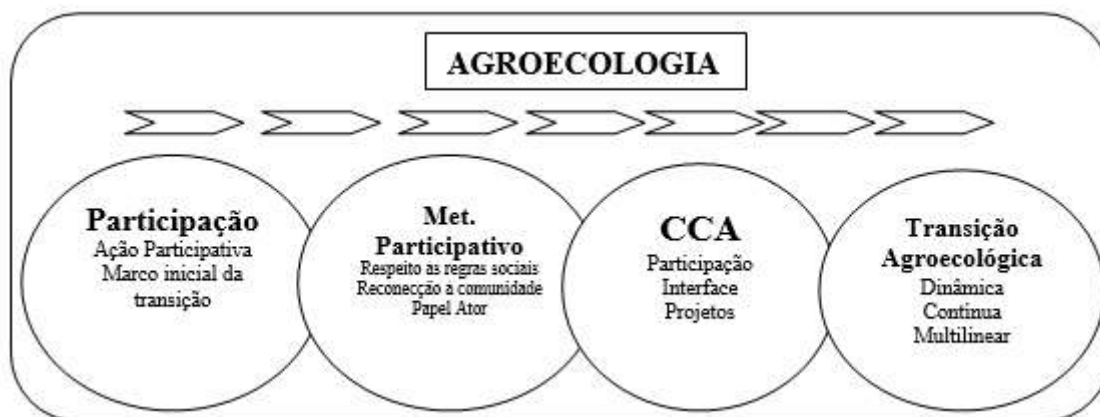 AGROECOLOGIA
Participação
Ação Participativa
Marco inicial da
transição
Met.
Participativo
Respeito as regras sociais
Reconecção a comunidade
Papel Ator
CCA
Participação
Interface
Projetos
Transição
Agroecológica
Dinâmica
Continua
Multilinear